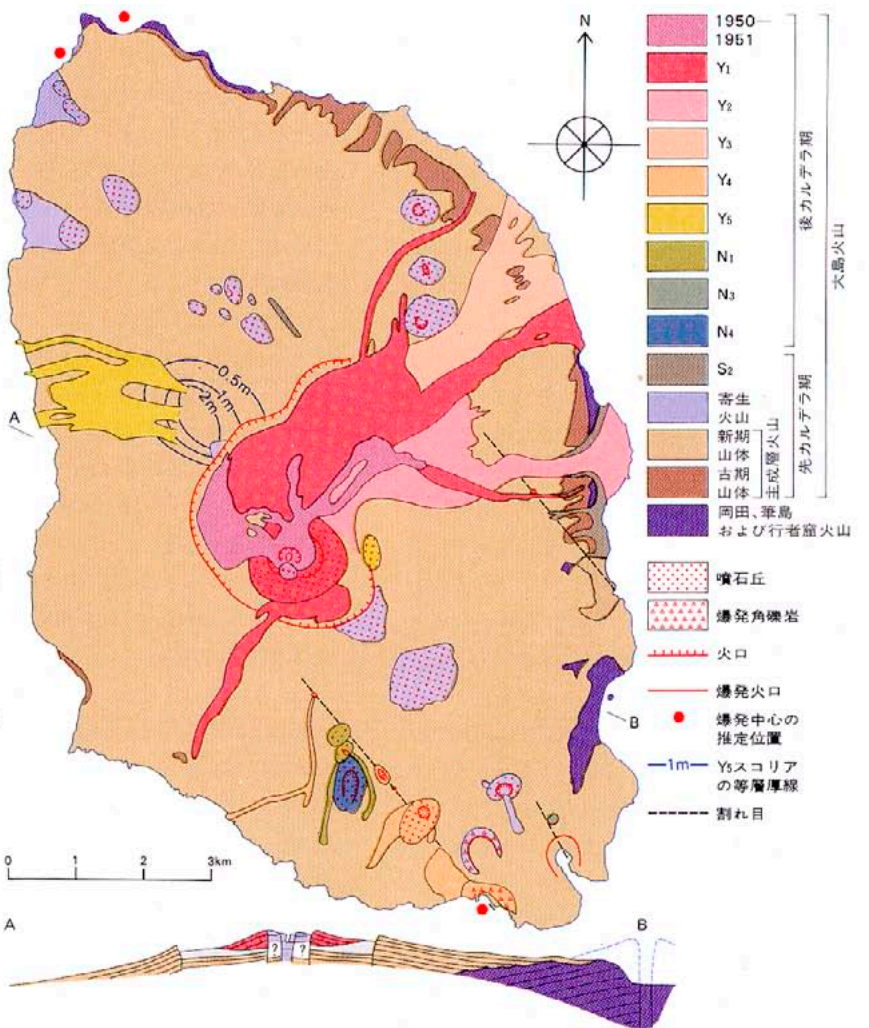 N
1950—
1951
Y1
Y2
Y3
Y4
Y5
N1
N3
N4
S2
寄生
火山
新期
山体
古期
山体
岡田、筆島
および行者窟火山
主成層火山
後カルデラ期
先カルデラ期
大島火山
噴石丘
爆発角礫岩
火口
爆発火口
爆発中心の
推定位置
1m
Y5スコリア
の等層厚線
割れ目
0.5m
1m
2m
A
B
0 1 2 3km
A
B
? ?